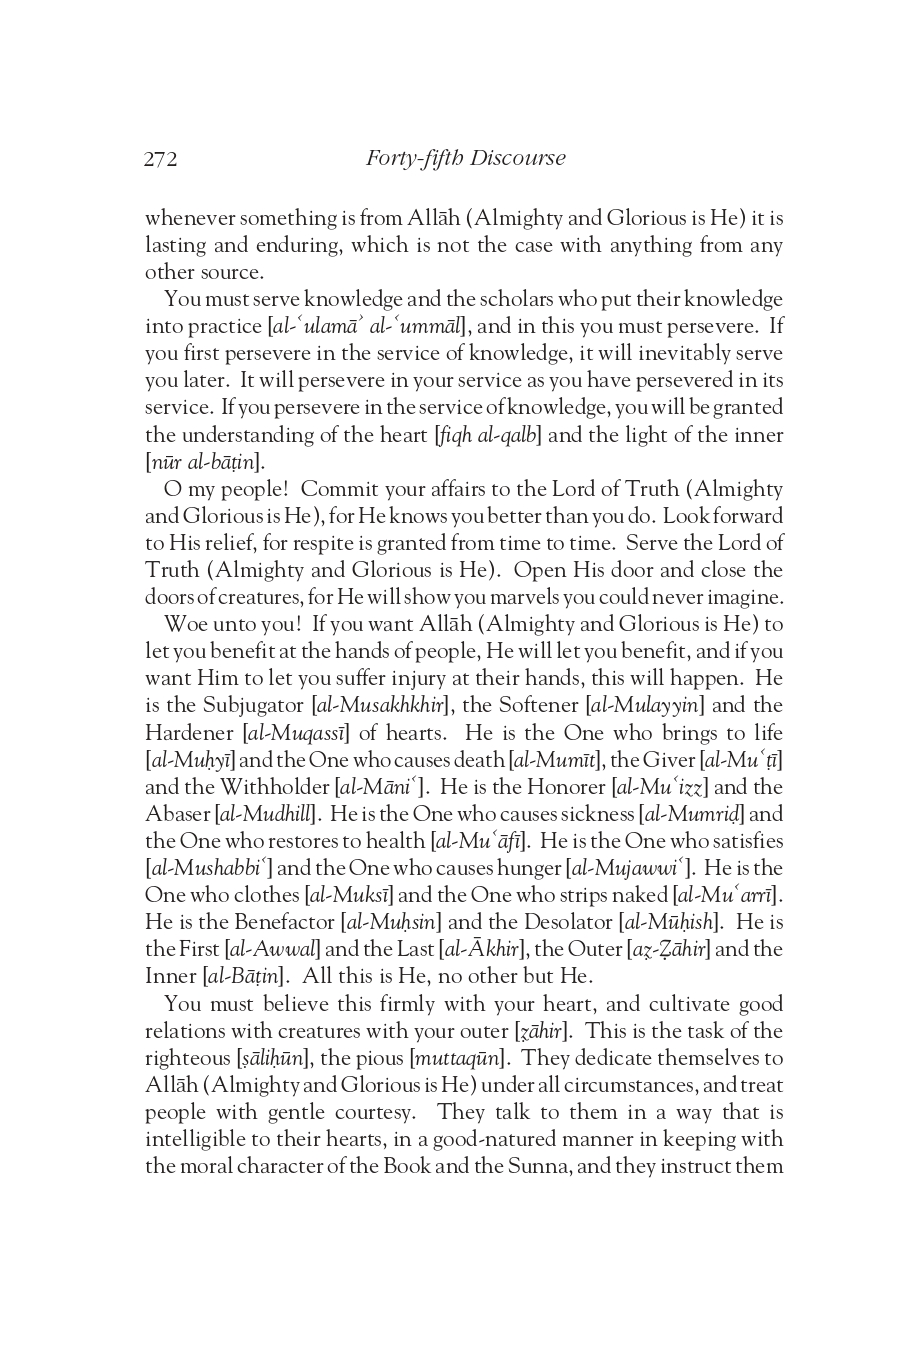 272
Forty-fifth Discourse
whenever something is from Allāh (Almighty and Glorious is He) it is
lasting and enduring, which is not the case with anything from any
other source.
You must serve knowledge and the scholars who put their knowledge
into practice [al-ʿulamāʾ al-ʿummāl], and in this you must persevere. If
you first persevere in the service of knowledge, it will inevitably serve
you later. It will persevere in your service as you have persevered in its
service. If you persevere in the service of knowledge, you will be granted
the understanding of the heart [fiqh al-qalb] and the light of the inner
[nūr al-bāṭin].
O my people! Commit your affairs to the Lord of Truth (Almighty
and Glorious is He), for He knows you better than you do. Look forward
to His relief, for respite is granted from time to time. Serve the Lord of
Truth (Almighty and Glorious is He). Open His door and close the
doors of creatures, for He will show you marvels you could never imagine.
Woe unto you! If you want Allāh (Almighty and Glorious is He) to
let you benefit at the hands of people, He will let you benefit, and if you
want Him to let you suffer injury at their hands, this will happen. He
is the Subjugator [al-Musakhkhir], the Softener [al-Mulayyin] and the
Hardener [al-Muqassī] of hearts. He is the One who brings to life
[al-Muḥyī] and the One who causes death [al-Mumīt], the Giver [al-Muʿṭī]
and the Withholder [al-Māniʿ]. He is the Honorer [al-Muʿizz] and the
Abaser [al-Mudhill]. He is the One who causes sickness [al-Mumriḍ] and
the One who restores to health [al-Muʿāfī]. He is the One who satisfies
[al-Mushabbiʿ] and the One who causes hunger [al-Mujawwiʿ]. He is the
One who clothes [al-Muksī] and the One who strips naked [al-Muʿarrī].
He is the Benefactor [al-Muḥsin] and the Desolator [al-Mūḥish]. He is
the First [al-Awwal] and the Last [al-Ākhir], the Outer [aẓ-Ẓāhir] and the
Inner [al-Bāṭin]. All this is He, no other but He.
You must believe this firmly with your heart, and cultivate good
relations with creatures with your outer [ẓāhir]. This is the task of the
righteous [ṣāliḥūn], the pious [muttaqūn]. They dedicate themselves to
Allāh (Almighty and Glorious is He) under all circumstances, and treat
people with gentle courtesy. They talk to them in a way that is
intelligible to their hearts, in a good-natured manner in keeping with
the moral character of the Book and the Sunna, and they instruct them